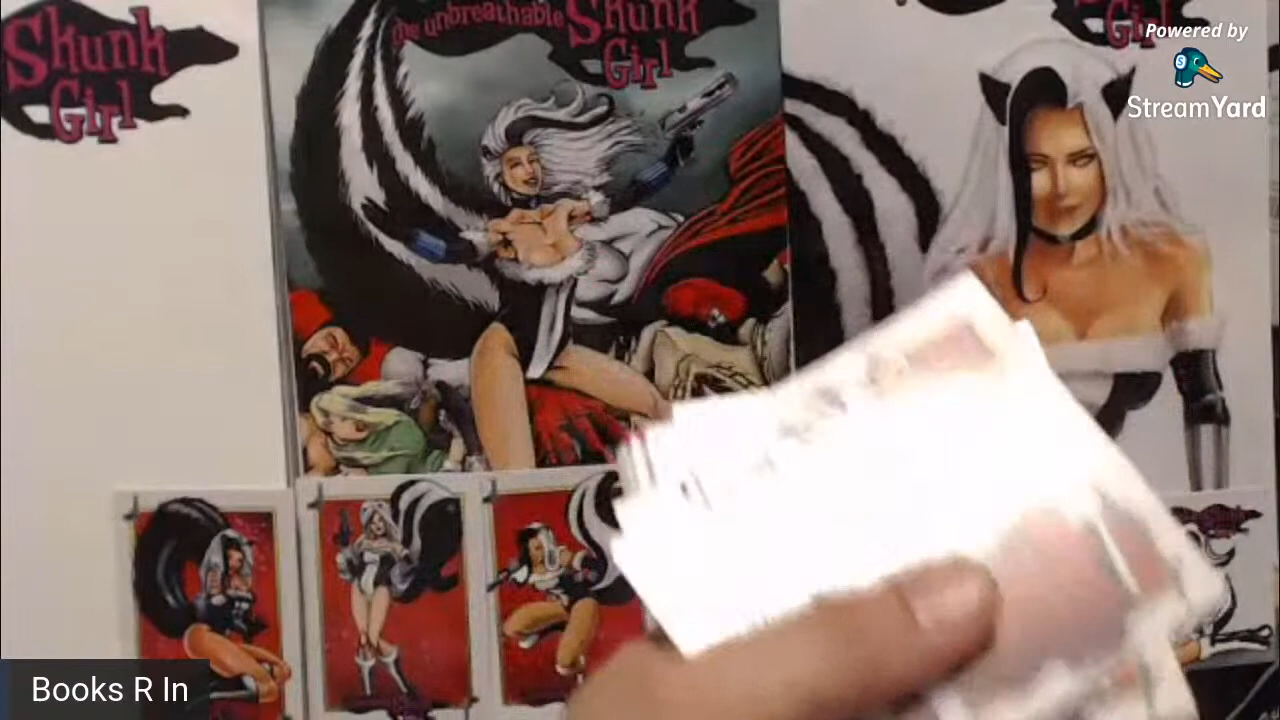 Skunk
Girl
the unbreathable
Skunk
Girl
Girl
Powered by
StreamYard
Books R In